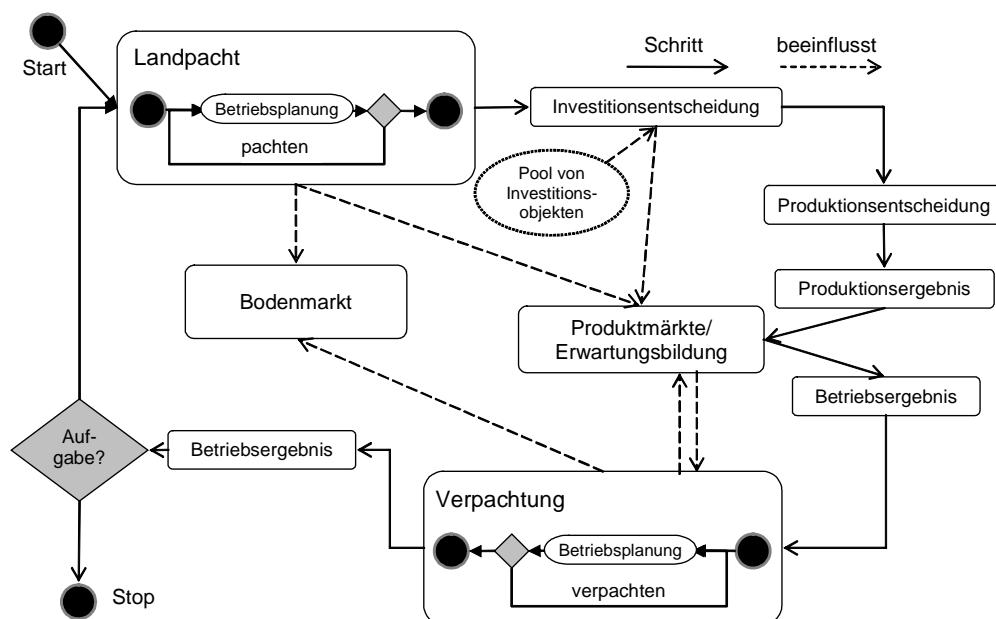 Start
Landpacht
Betriebsplanung
pachten
Schritt
beeinflusst
Investitionsentscheidung
Pool von
Investitions-
objekten
Produktionsentscheidung
Produktionsergebnis
Bodenmarkt
Produktmärkte/
Erwartungsbildung
Betriebsergebnis
Auf-
gabe?
Betriebsergebnis
Verpachtung
Betriebsplanung
verpachten
Stop